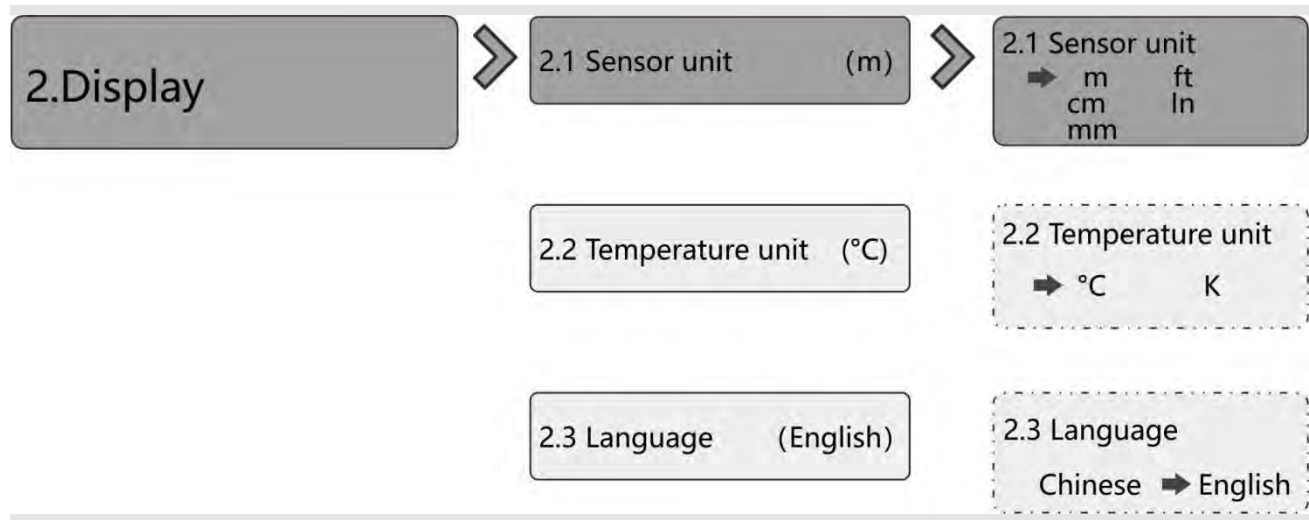 2.Display
2.1 Sensor unit (m)
2.1 Sensor unit
m ft
cm In
mm
2.2 Temperature unit (°C)
2.2 Temperature unit
°C K
2.3 Language (English)
2.3 Language
Chinese English